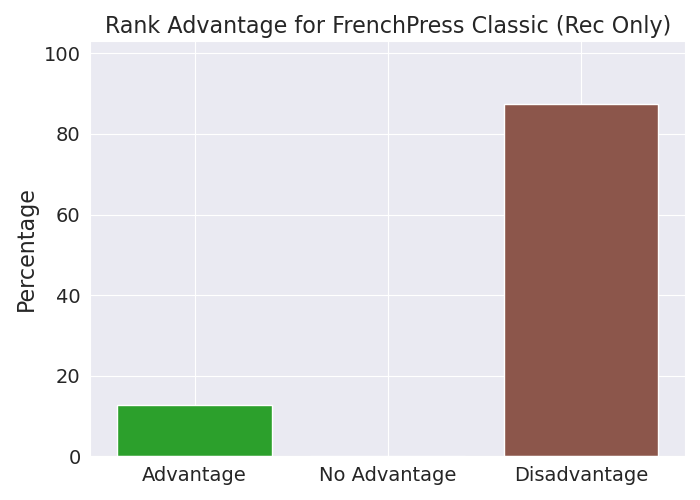 Rank Advantage for FrenchPress Classic (Rec Only)
100
80
60
40
20
0
Percentage
Advantage
No Advantage
Disadvantage